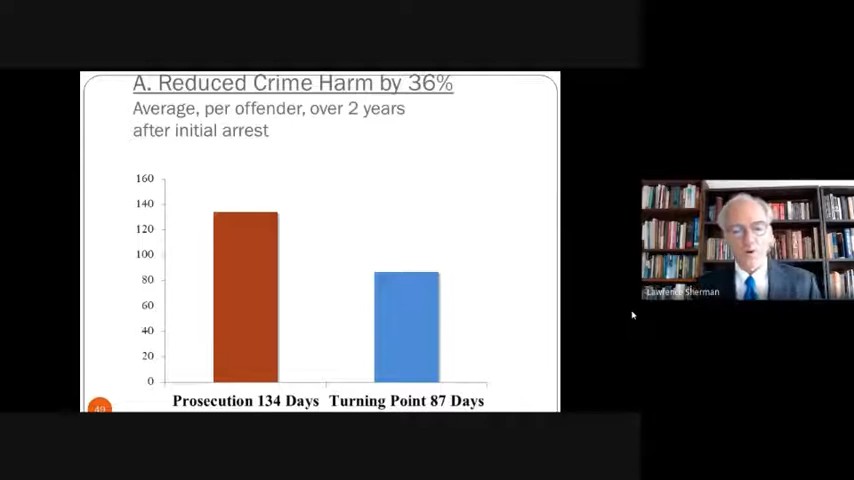 A. Reduced Crime Harm by 36%
Average, per offender, over 2 years
after initial arrest
160
140
120
100
80
60
40
20
0
Prosecution 134 Days
Turning Point 87 Days
49
Lawrence Sherman